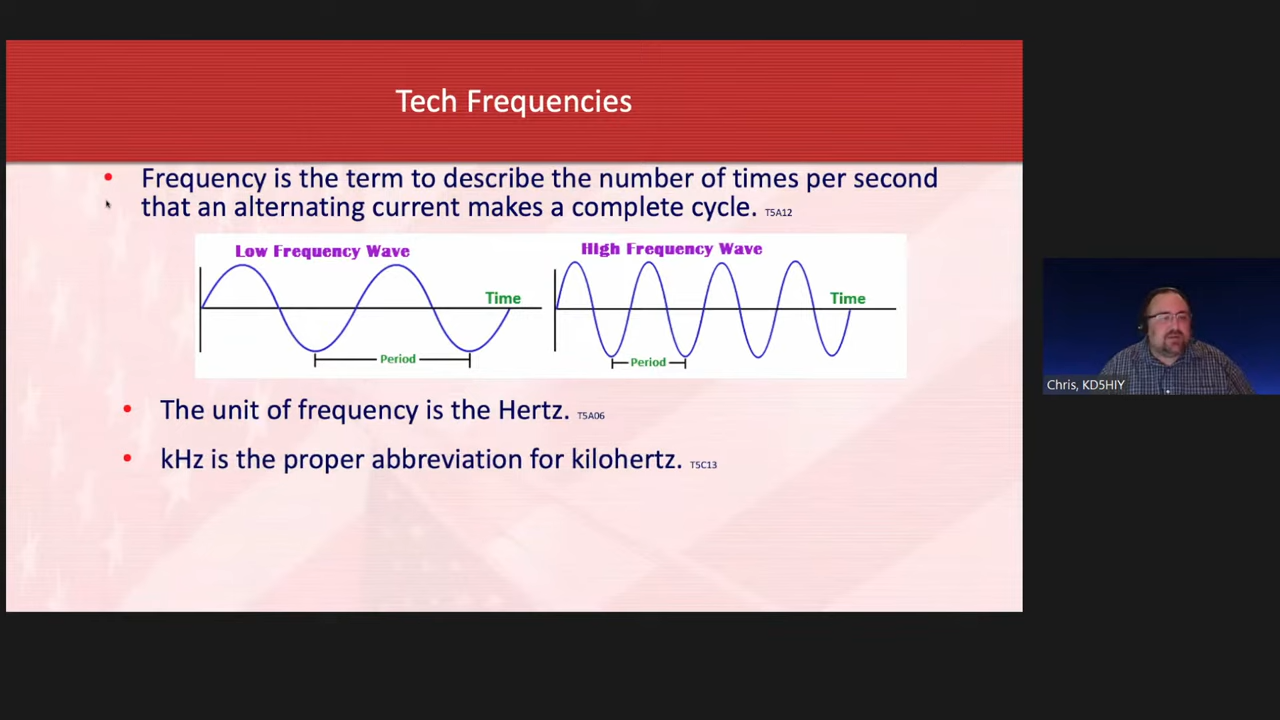 Tech Frequencies
Frequency is the term to describe the number of times per second
that an alternating current makes a complete cycle. T5A12
Low Frequency Wave
Time
Period
High Frequency Wave
Time
Period
The unit of frequency is the Hertz. T5A06
kHz is the proper abbreviation for kilohertz. T5C13
Chris, KD5HIY